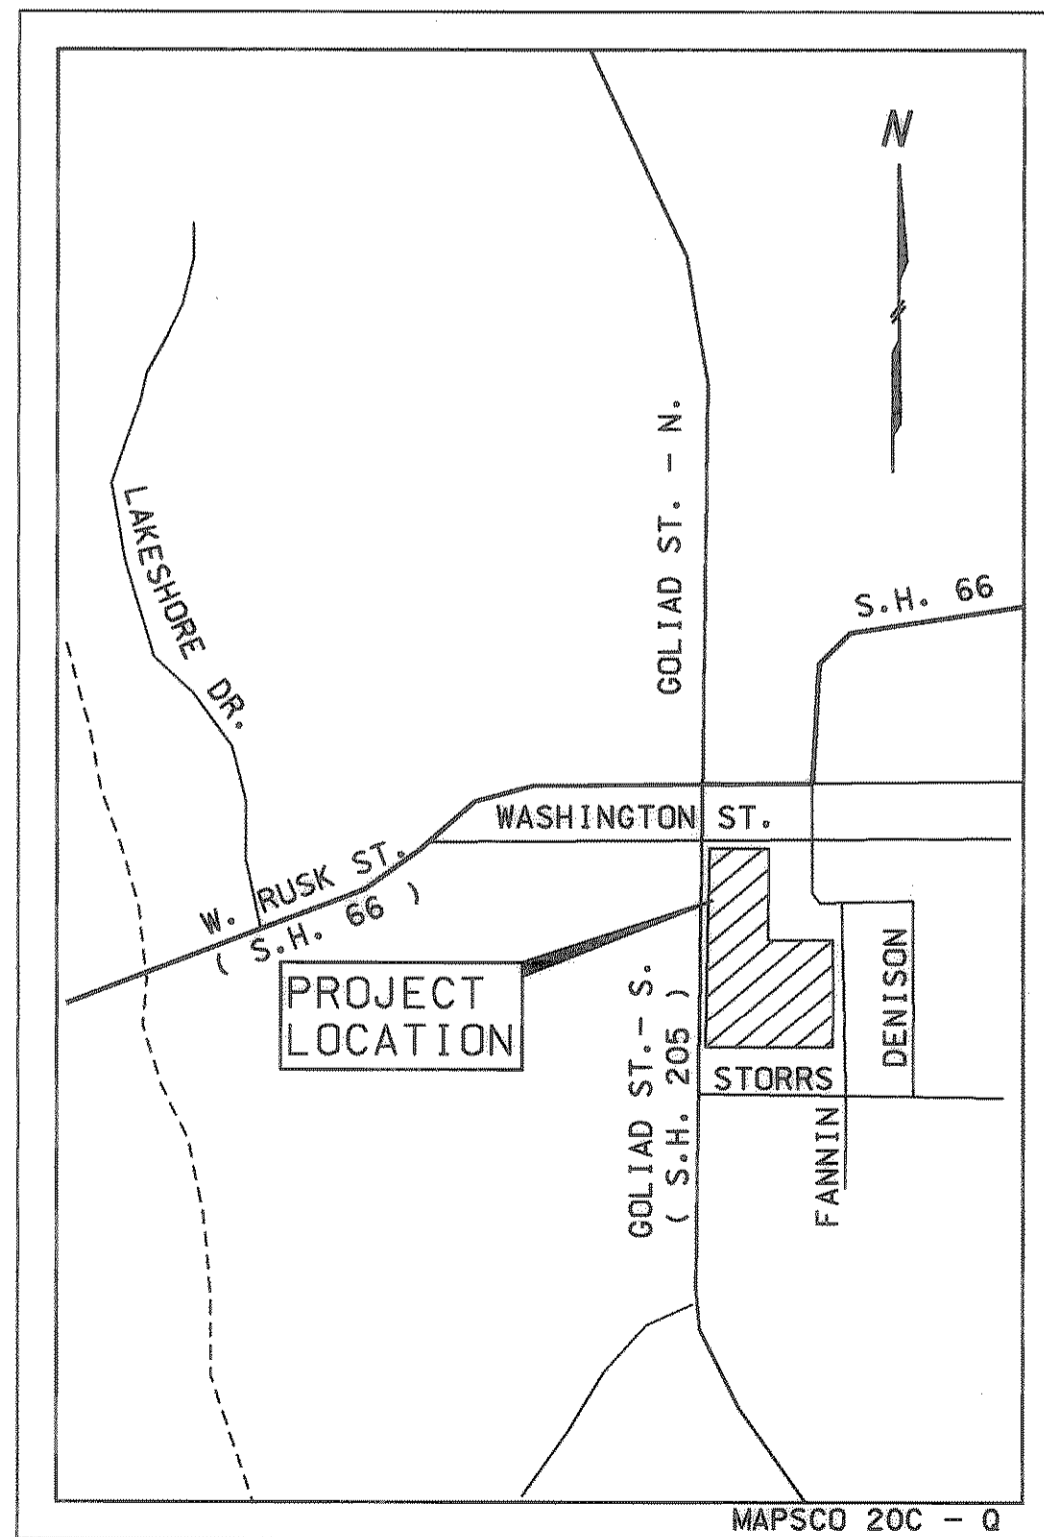 N
GOLIAD ST. - N.
LAKESHORE DR.
S.H. 66
WASHINGTON ST.
W. RUSK ST.
( S.H. 66 )
PROJECT
LOCATION
GOLIAD ST.- S.
( S.H. 205 )
DENISON
STORRS
FANNIN
MAPSCO 20C - Q